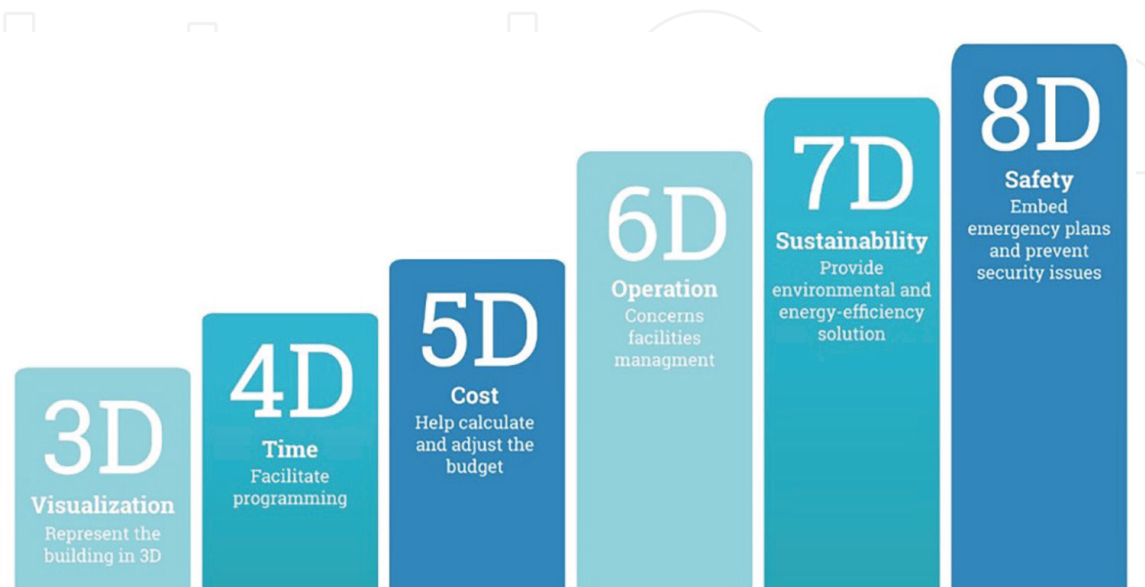 3D
Visualization
Represent the
building in 3D
4D
Time
Facilitate
programming
5D
Cost
Help calculate
and adjust the
budget
6D
Operation
Concerns
facilities
managment
7D
Sustainability
Provide
environmental and
energy-efficiency
solution
8D
Safety
Embed
emergency plans
and prevent
security issues